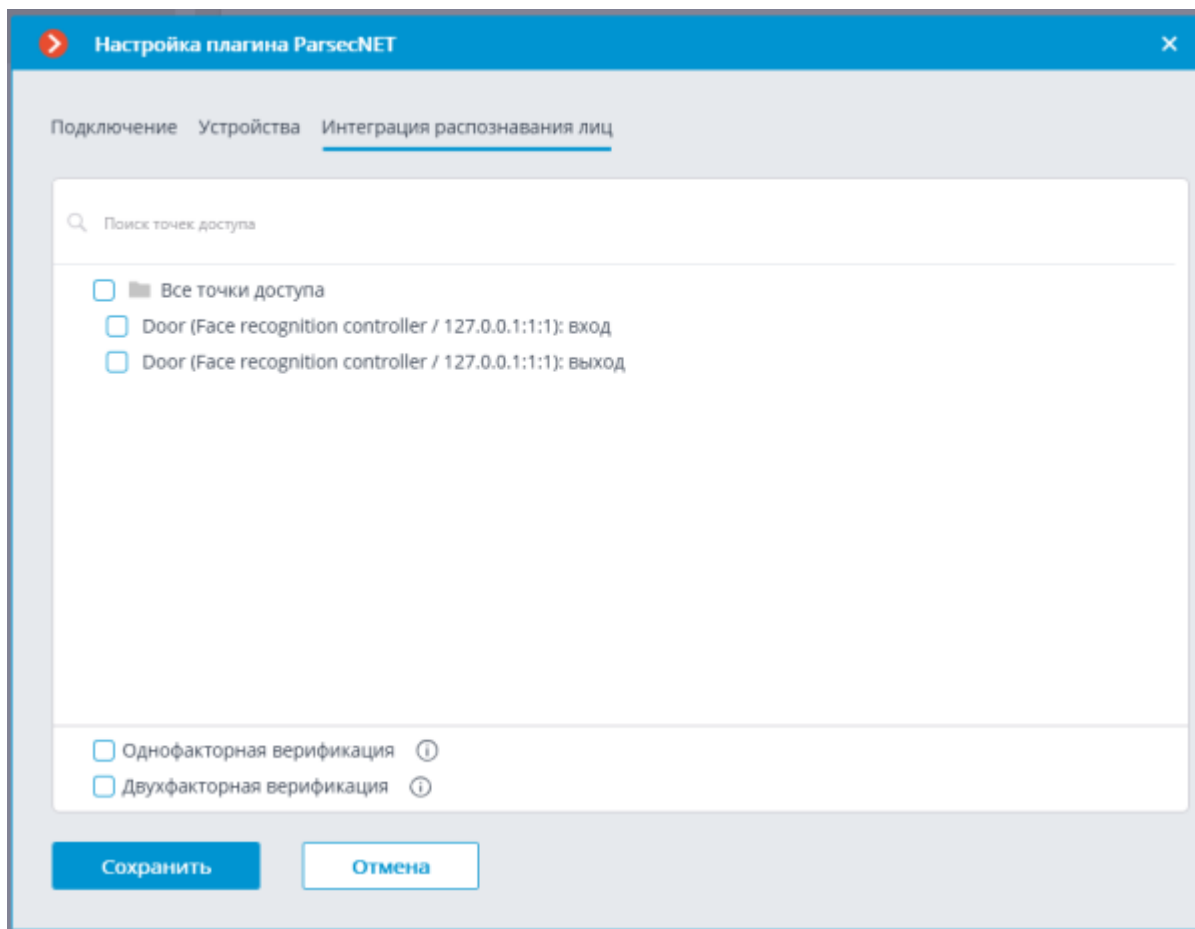 Настройка плагина ParsecNET
Подключение Устройства Интеграция распознавания лиц
Поиск точек доступа
Все точки доступа
Door (Face recognition controller / 127.0.0.1:1:1): вход
Door (Face recognition controller / 127.0.0.1:1:1): выход
Однофакторная верификация
Двухфакторная верификация
Сохранить Отмена